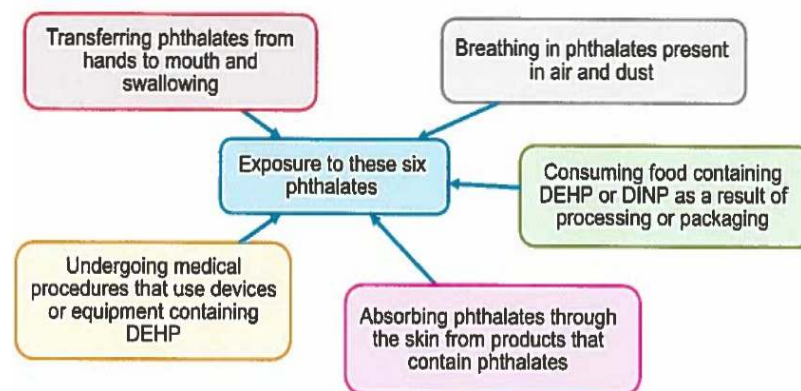 Transferring phthalates from
hands to mouth and
swallowing
Breathing in phthalates present
in air and dust
Exposure to these six
phthalates
Consuming food containing
DEHP or DINP as a result of
processing or packaging
Undergoing medical
procedures that use devices
or equipment containing
DEHP
Absorbing phthalates through
the skin from products that
contain phthalates